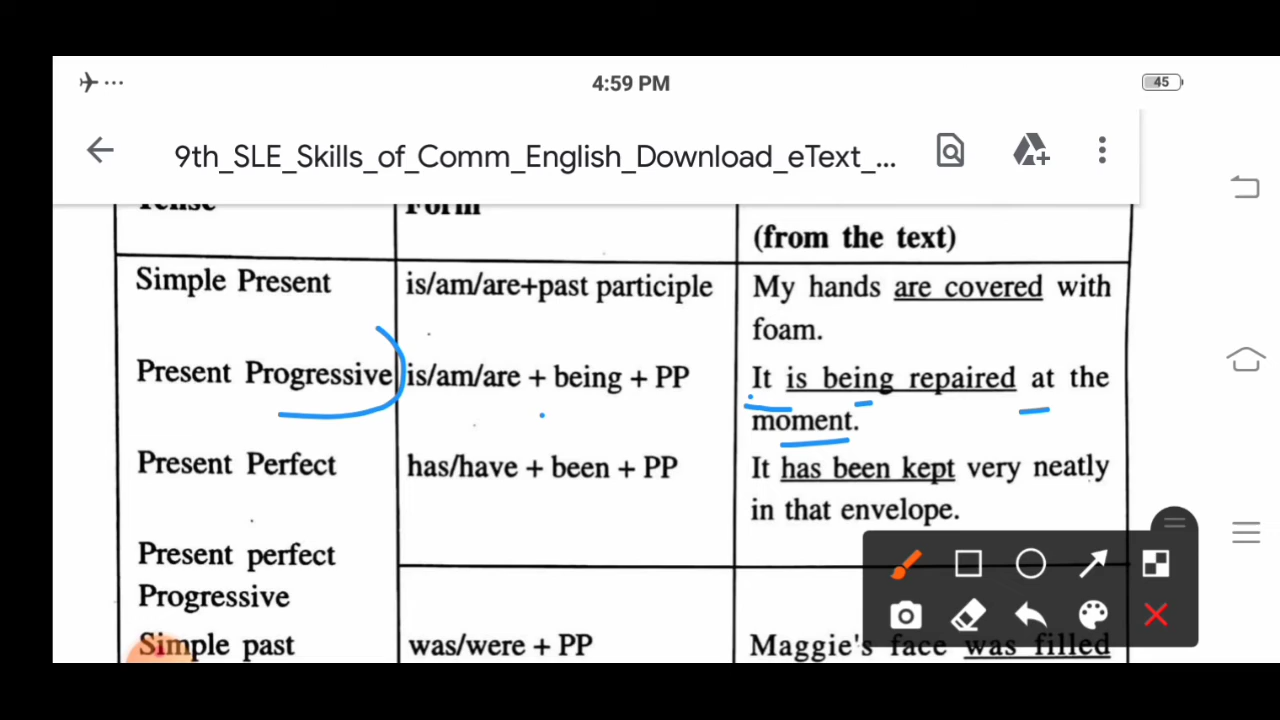 4:59 PM
45
9th_SLE_Skills_of_Comm_English_Download_eText_...
Tense Form
(from the text)
Simple Present is/am/are+past participle My hands are covered with
foam.
Present Progressive is/am/are + being + PP It is being repaired at the
moment.
Present Perfect has/have + been + PP It has been kept very neatly
in that envelope.
Present perfect
Progressive
Simple past was/were + PP Maggie's face was filled